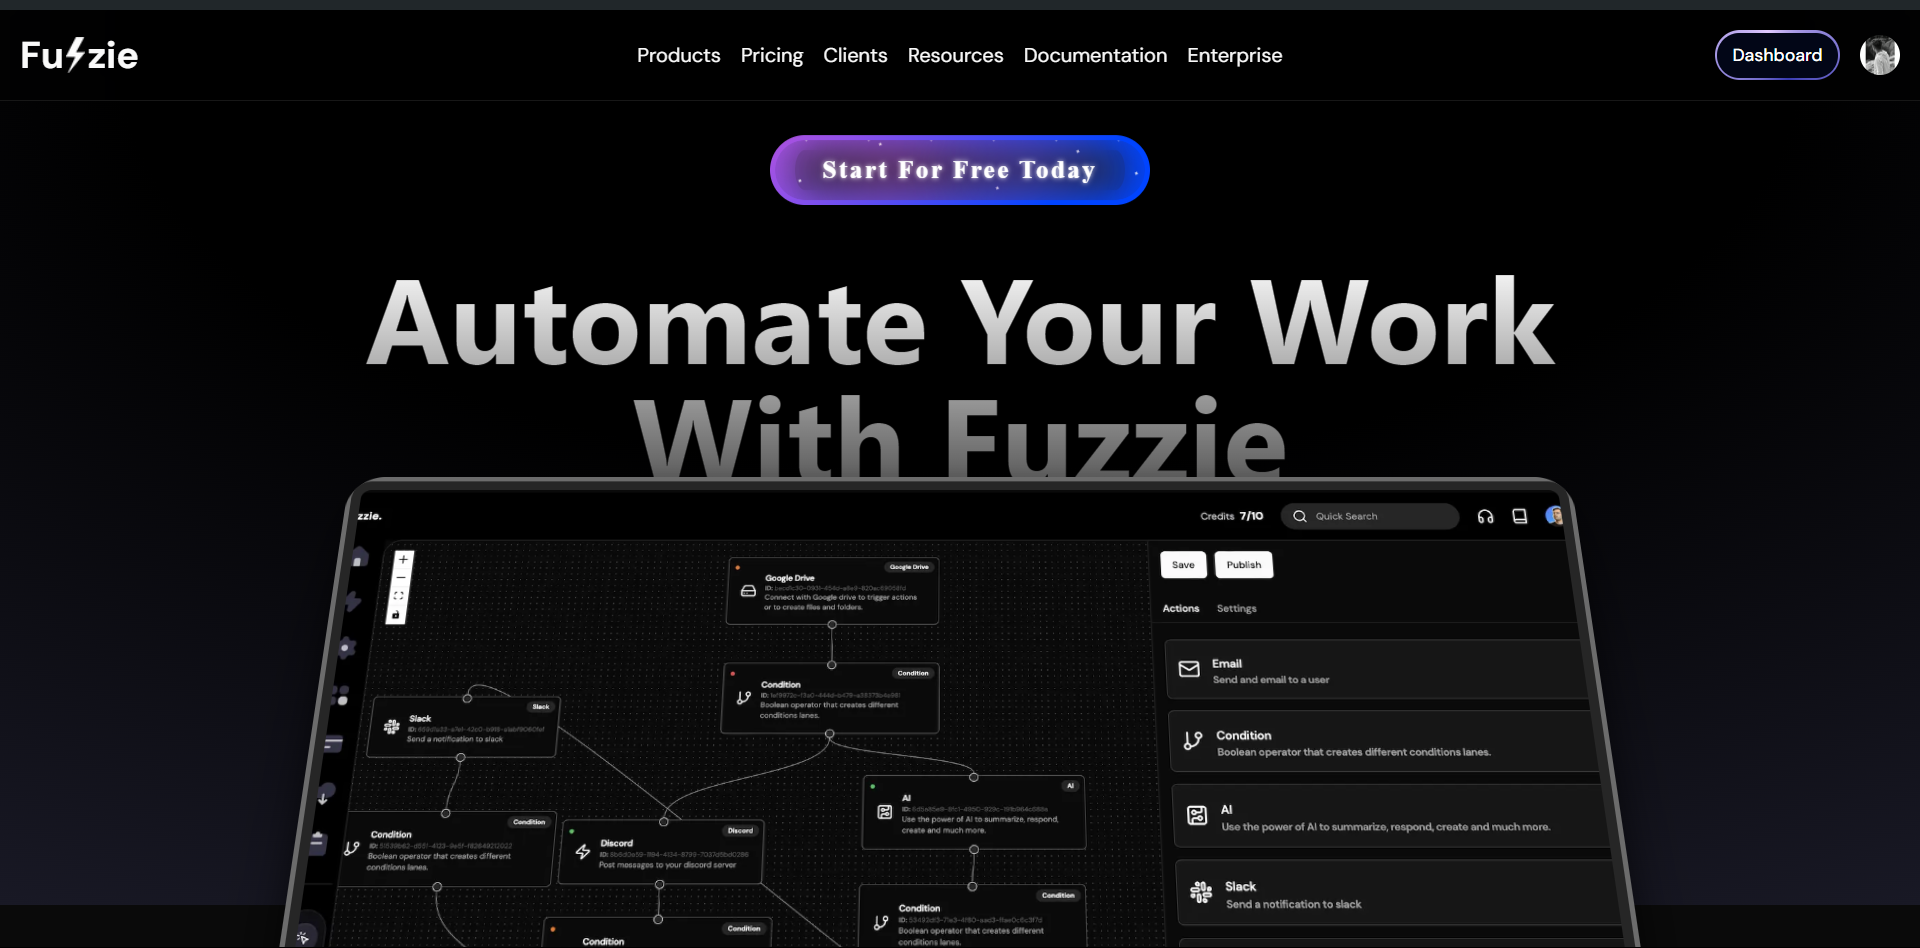 Fuzzie
Products Pricing Clients Resources Documentation Enterprise
Dashboard
Start For Free Today
Automate Your Work
With Fuzzie
zzie.
Credits 7/10
Quick Search
Save
Publish
Actions
Settings
Google Drive
Google Drive
ID:
Connect with Google drive to trigger actions
or to create files and folders.
Condition
Condition
ID:
Boolean operator that creates different
conditions lanes.
Slack
Slack
ID:
Send a notification to slack
AI
AI
ID:
Use the power of AI to summarize, respond,
create and much more.
Condition
Condition
ID:
Boolean operator that creates different
conditions lanes.
Discord
Discord
ID:
Post messages to your discord server
Condition
Condition
ID:
Boolean operator that creates different
conditions lanes.
Condition
Condition
Email
Send and email to a user
Condition
Boolean operator that creates different conditions lanes.
AI
Use the power of AI to summarize, respond, create and much more.
Slack
Send a notification to slack